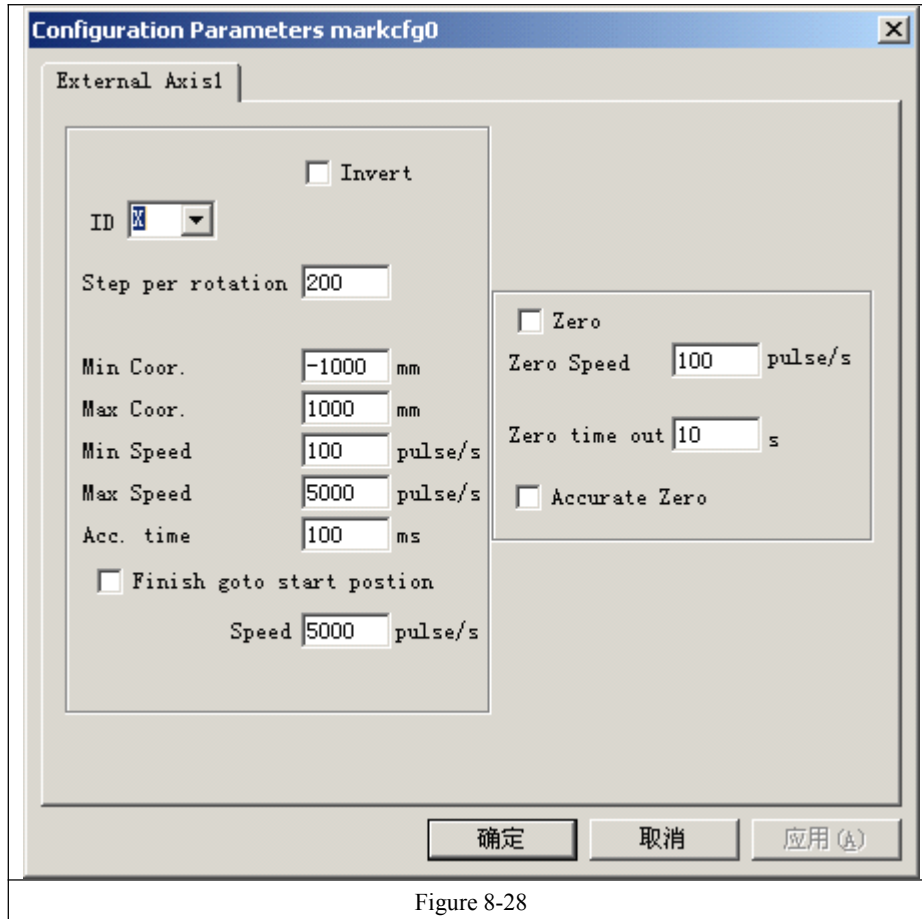 Configuration Parameters markcfg0
External Axis1
Invert
ID X
Step per rotation 200
Min Coor. -1000 mm
Max Coor. 1000 mm
Min Speed 100 pulse/s
Max Speed 5000 pulse/s
Acc. time 100 ms
Finish goto start postion
Speed 5000 pulse/s
Zero
Zero Speed 100 pulse/s
Zero time out 10 s
Accurate Zero
确定 取消 应用(A)
Figure 8-28